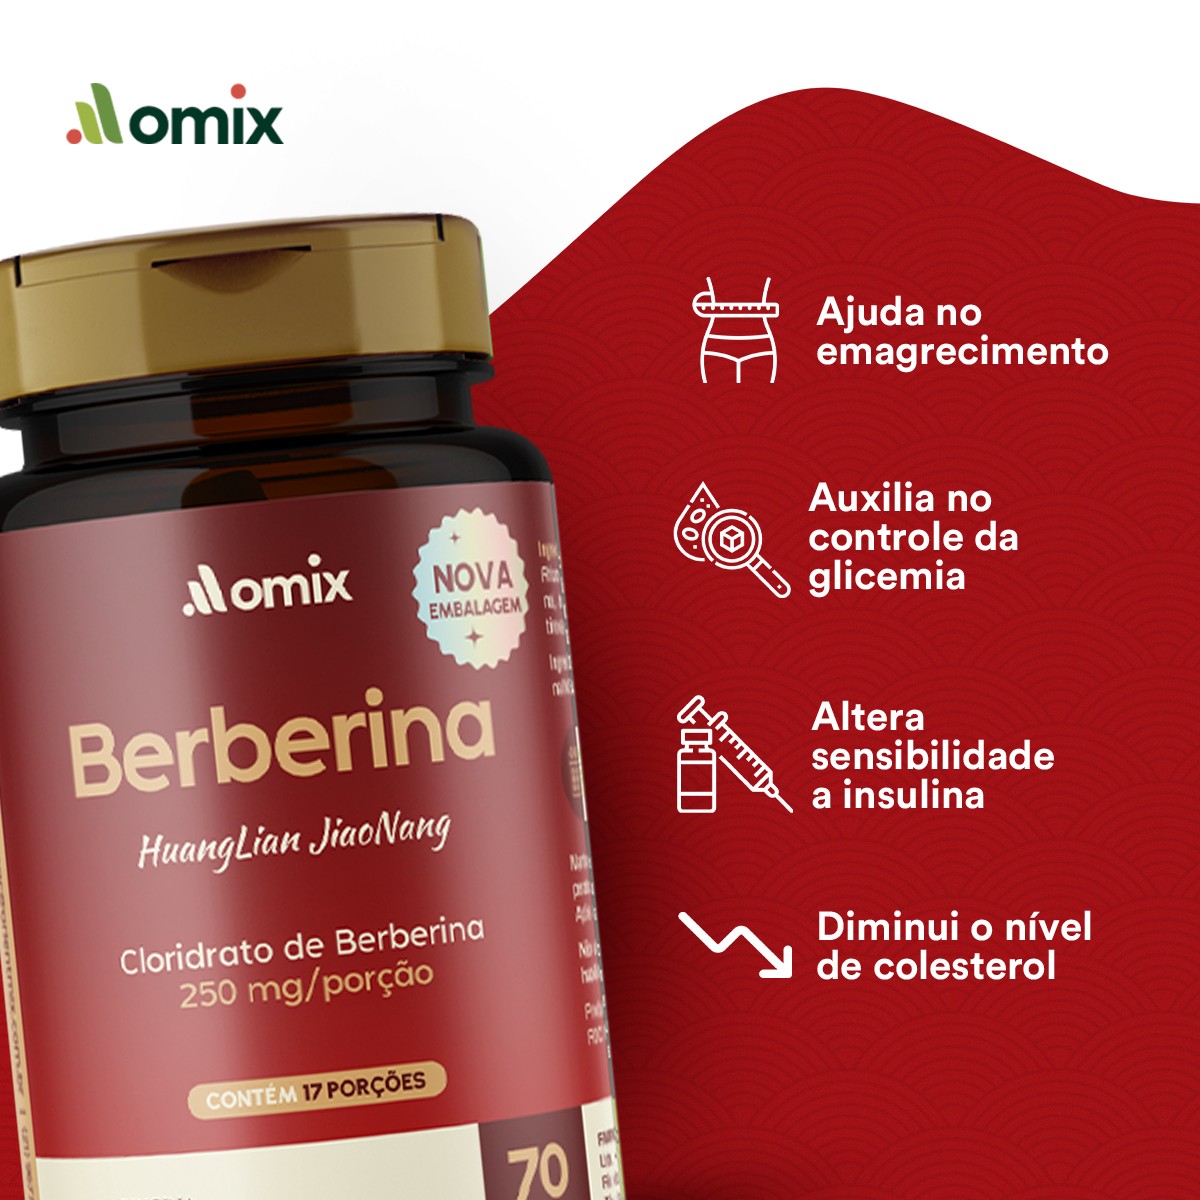 omix
Ajuda no
emagrecimento
Auxilia no
controle da
glicemia
Altera
sensibilidade
a insulina
Diminui o nível
de colesterol
omix
NOVA
EMBALAGEM
Berberina
HuangLian JiaoNang
Cloridrato de Berberina
250 mg/porção
CONTÉM 17 PORÇÕES
70